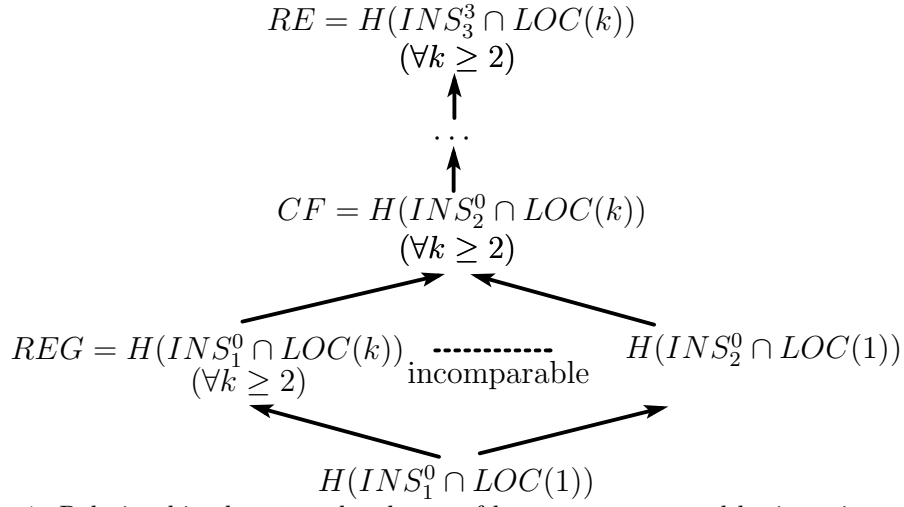 RE = H(INS_3^3 ∩ LOC(k))
(∀k ≥ 2)
...
CF = H(INS_2^0 ∩ LOC(k))
(∀k ≥ 2)
REG = H(INS_1^0 ∩ LOC(k))
(∀k ≥ 2)
incomparable
H(INS_2^0 ∩ LOC(1))
H(INS_1^0 ∩ LOC(1))